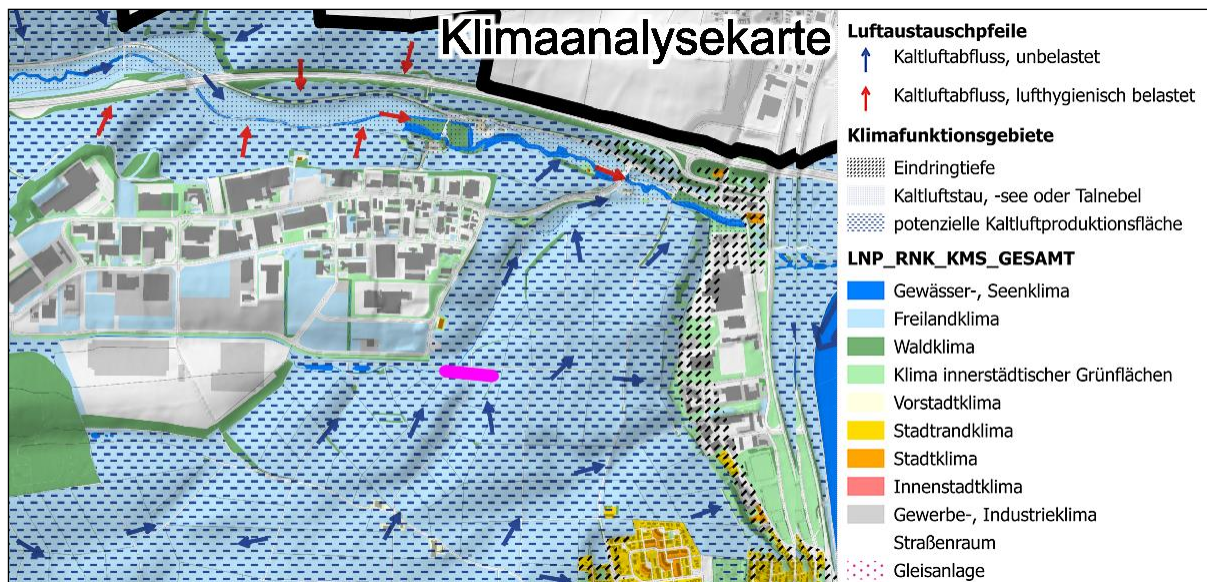 Klimaanalysekarte
Luftaustauschpfeile
Kaltluftabfluss, unbelastet
Kaltluftabfluss, lufthygienisch belastet
Klimafunktionsgebiete
Eindringtiefe
Kaltluftstau, -see oder Talnebel
potenzielle Kaltluftproduktionsfläche
LNP_RNK_KMS_GESAMT
Gewässer-, Seenklima
Freilandklima
Waldklima
Klima innerstädtischer Grünflächen
Vorstadtklima
Stadtrandklima
Stadtklima
Innenstadtklima
Gewerbe-, Industrieklima
Straßenraum
Gleisanlage